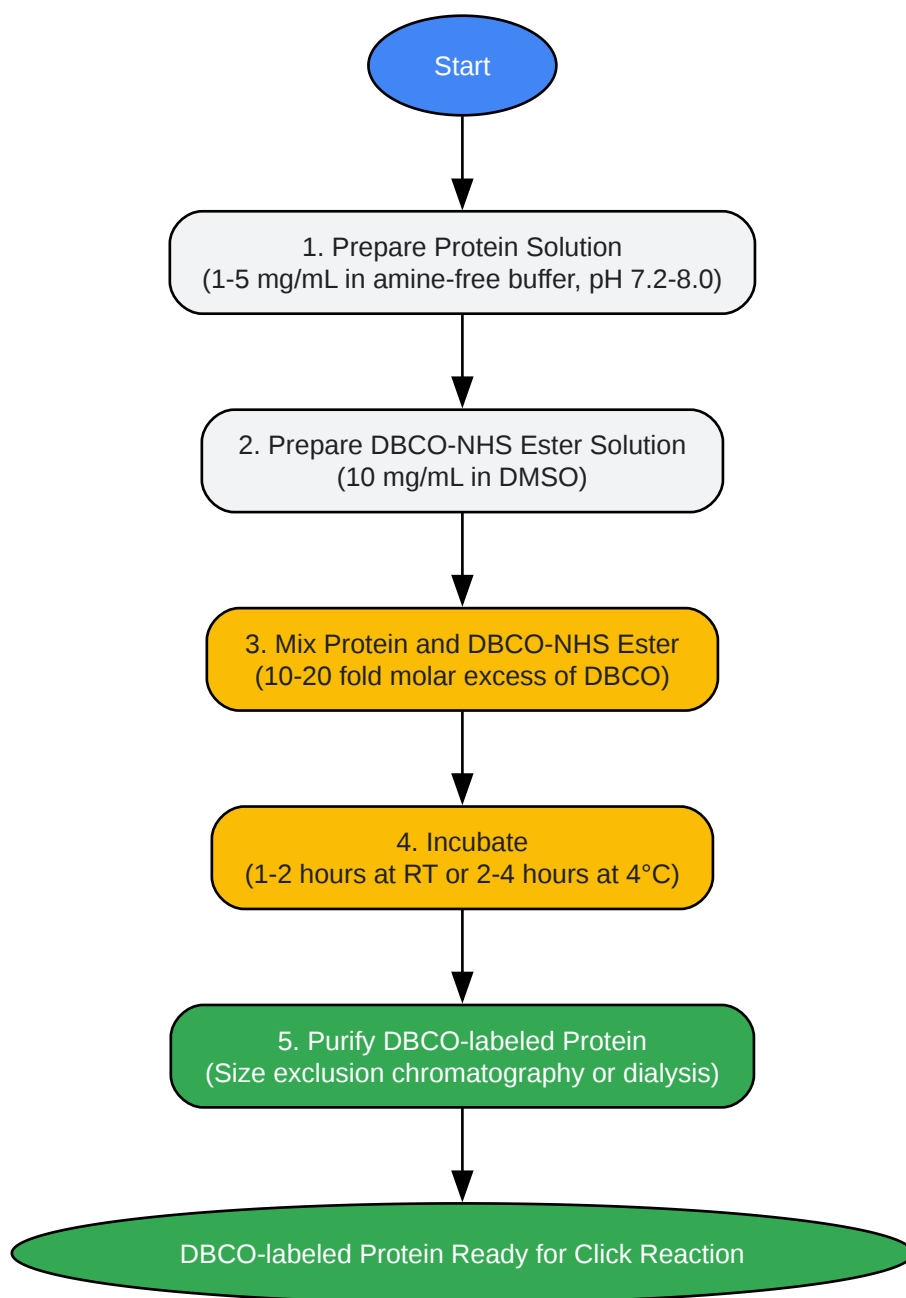 Start
1. Prepare Protein Solution
(1-5 mg/mL in amine-free buffer, pH 7.2-8.0)
2. Prepare DBCO-NHS Ester Solution
(10 mg/mL in DMSO)
3. Mix Protein and DBCO-NHS Ester
(10-20 fold molar excess of DBCO)
4. Incubate
(1-2 hours at RT or 2-4 hours at 4°C)
5. Purify DBCO-labeled Protein
(Size exclusion chromatography or dialysis)
DBCO-labeled Protein Ready for Click Reaction